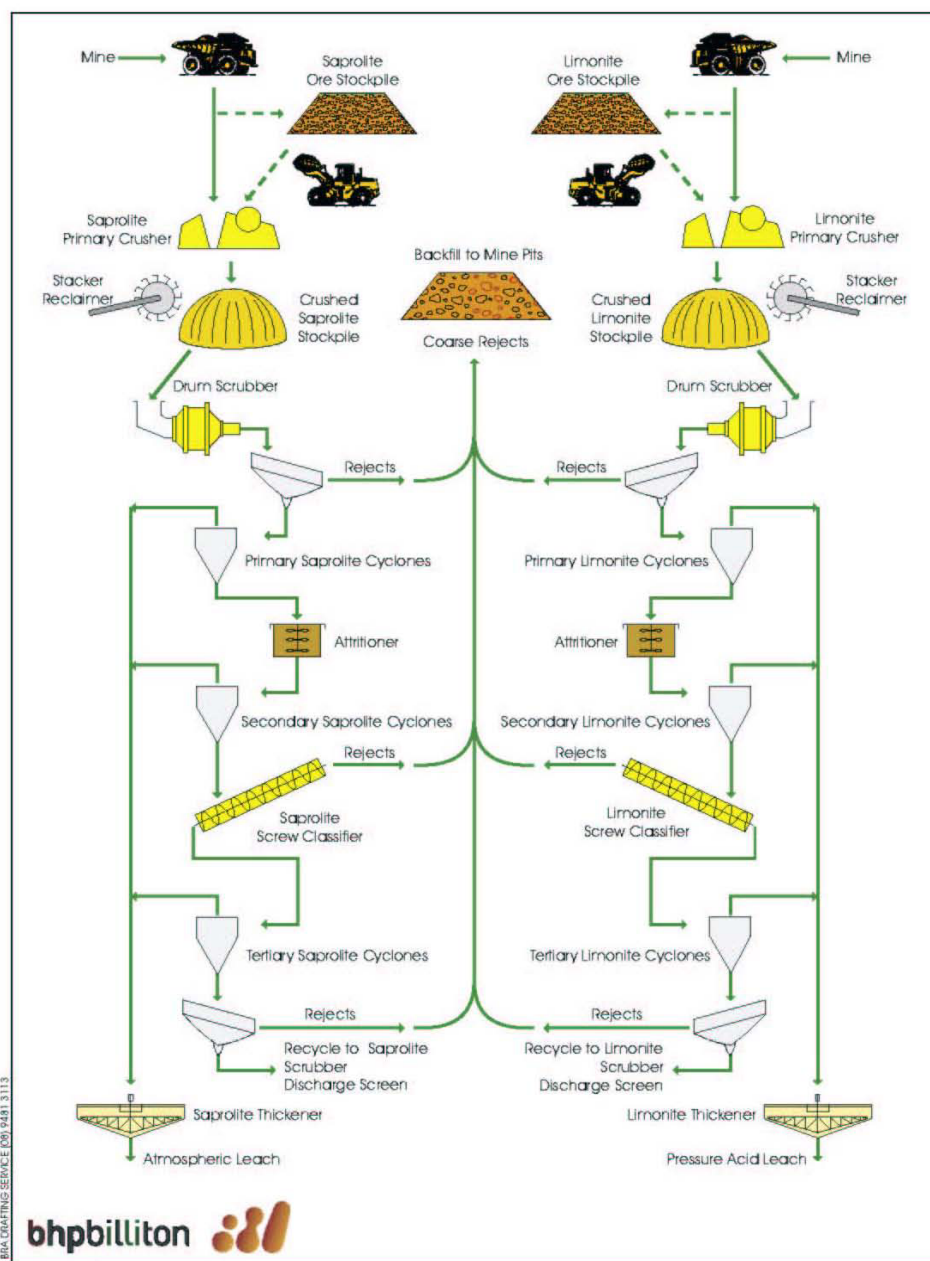 Mine
Saprolite
Ore Stockpile
Limonite
Ore Stockpile
Mine
Saprolite
Primary Crusher
Limonite
Primary Crusher
Backfill to Mine Pits
Stacker
Reclaimer
Crushed
Saprolite
Stockpile
Crushed
Limonite
Stockpile
Stacker
Reclaimer
Coarse Rejects
Drum Scrubber
Drum Scrubber
Rejects
Rejects
Primary Saprolite Cyclones
Primary Limonite Cyclones
Attritioner
Attritioner
Secondary Saprolite Cyclones
Secondary Limonite Cyclones
Rejects
Rejects
Saprolite
Screw Classifier
Limonite
Screw Classifier
Tertiary Saprolite Cyclones
Tertiary Limonite Cyclones
Rejects
Rejects
Recycle to Saprolite
Scrubber
Discharge Screen
Recycle to Limonite
Scrubber
Discharge Screen
Saprolite Thickener
Limonite Thickener
Atmospheric Leach
Pressure Acid Leach
BRA DRAFTING SERVICE (08) 9481 3113
bhpbilliton